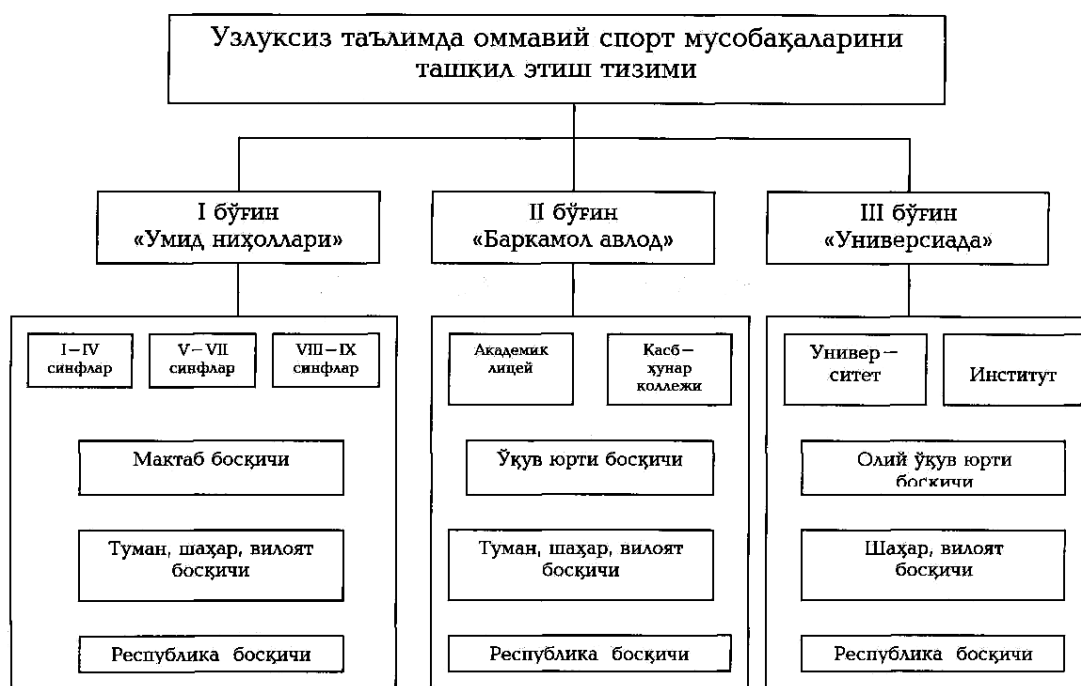 Узлуксиз таълимда оммавий спорт мусобақаларини
ташкил этиш тизими
I бўғин
«Умид ниҳоллари»
II бўғин
«Баркамол авлод»
III бўғин
«Универсиада»
I–IV
синфлар
V–VII
синфлар
VIII–IX
синфлар
Академик
лицей
Касб–
ҳунар
коллежи
Универ–
ситет
Институт
Мактаб босқичи
Ўқув юрти босқичи
Олий ўқув юрти
босқичи
Туман, шаҳар, вилоят
босқичи
Туман, шаҳар, вилоят
босқичи
Шаҳар, вилоят
босқичи
Республика босқичи
Республика босқичи
Республика босқичи